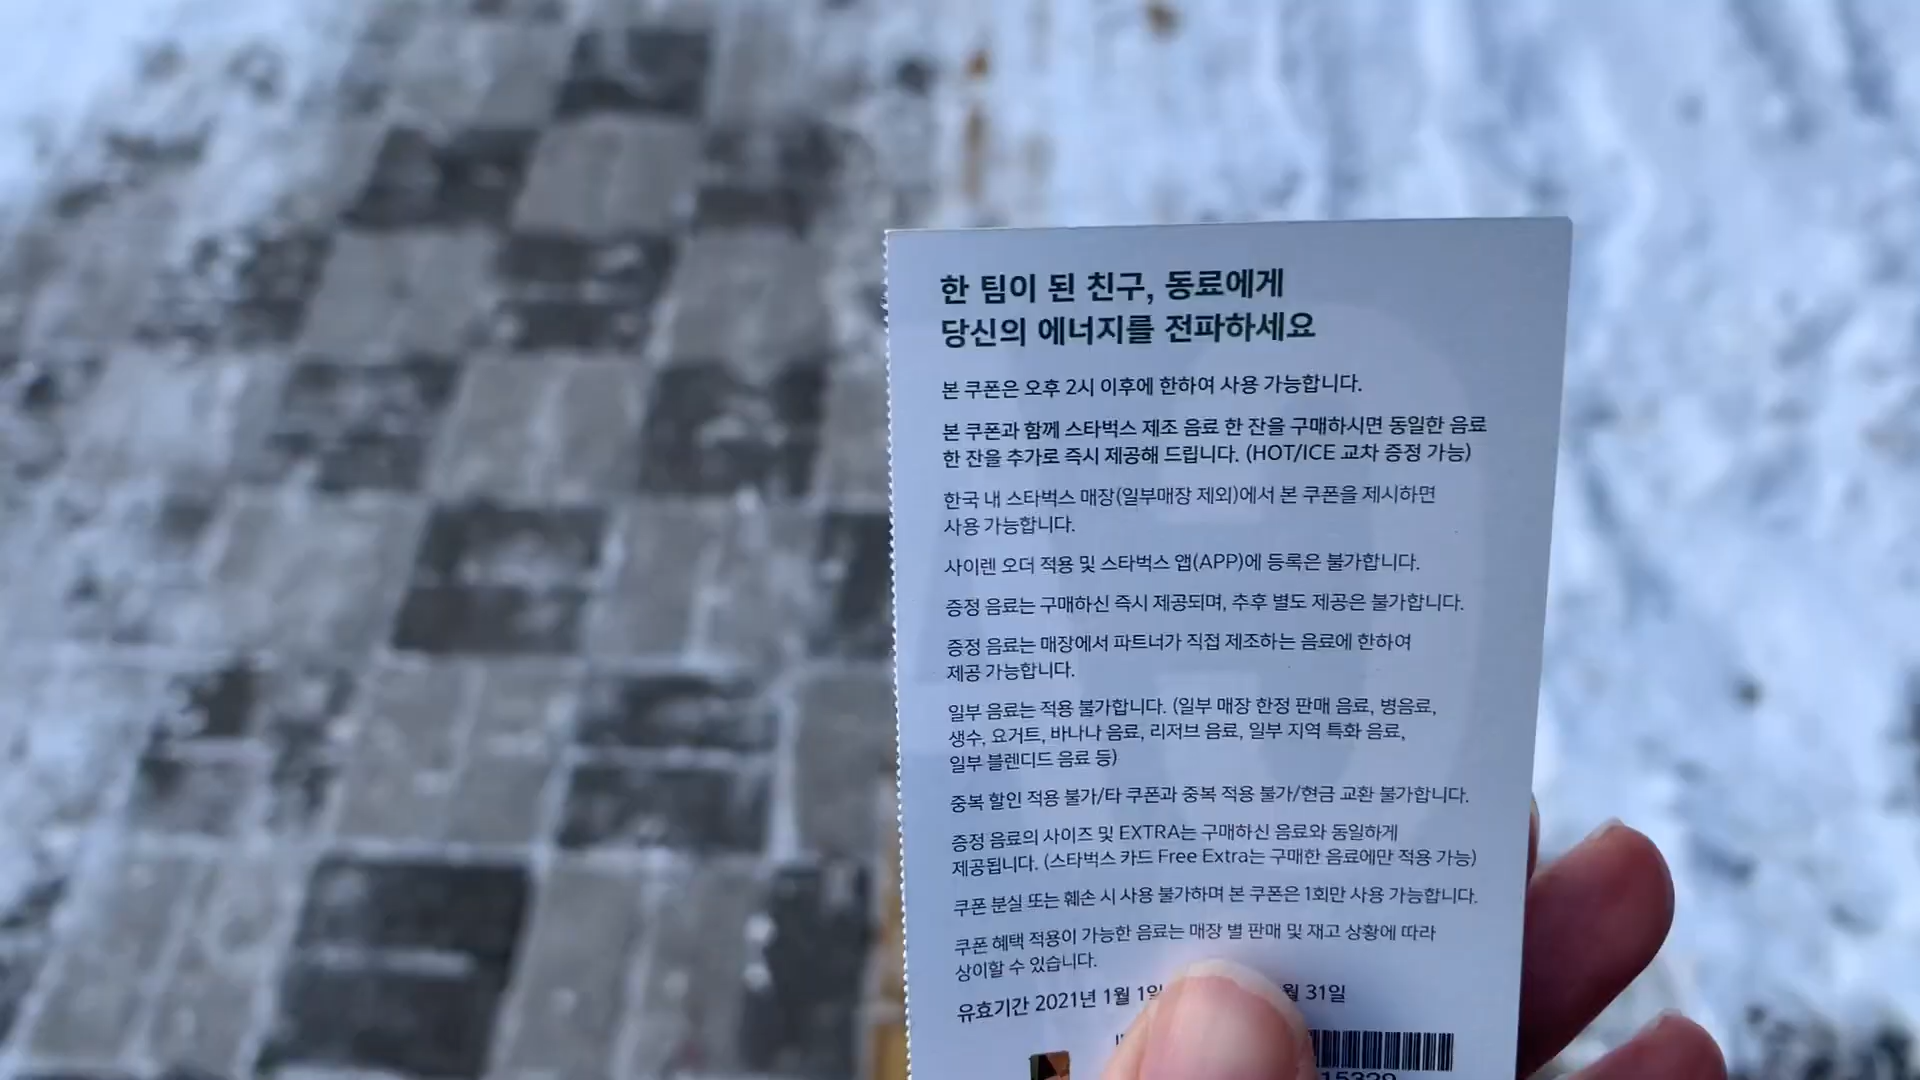 한 팀이 된 친구, 동료에게
당신의 에너지를 전파하세요
본 쿠폰은 오후 2시 이후에 한하여 사용 가능합니다.
본 쿠폰과 함께 스타벅스 제조 음료 한 잔을 구매하시면 동일한 음료
한 잔을 추가로 즉시 제공해 드립니다. (HOT/ICE 교차 증정 가능)
한국 내 스타벅스 매장(일부매장 제외)에서 본 쿠폰을 제시하면
사용 가능합니다.
사이렌 오더 적용 및 스타벅스 앱(APP)에 등록은 불가합니다.
증정 음료는 구매하신 즉시 제공되며, 추후 별도 제공은 불가합니다.
증정 음료는 매장에서 파트너가 직접 제조하는 음료에 한하여
제공 가능합니다.
일부 음료는 적용 불가합니다. (일부 매장 한정 판매 음료, 병음료,
생수, 요거트, 바나나 음료, 리저브 음료, 일부 지역 특화 음료,
일부 블렌디드 음료 등)
중복 할인 적용 불가/타 쿠폰과 중복 적용 불가/현금 교환 불가합니다.
증정 음료의 사이즈 및 EXTRA는 구매하신 음료와 동일하게
제공됩니다. (스타벅스 카드 Free Extra는 구매한 음료에만 적용 가능)
쿠폰 분실 또는 훼손 시 사용 불가하며 본 쿠폰은 1회만 사용 가능합니다.
쿠폰 혜택 적용이 가능한 음료는 매장 별 판매 및 재고 상황에 따라
상이할 수 있습니다.
유효기간 2021년 1월 1일 월 31일
15329